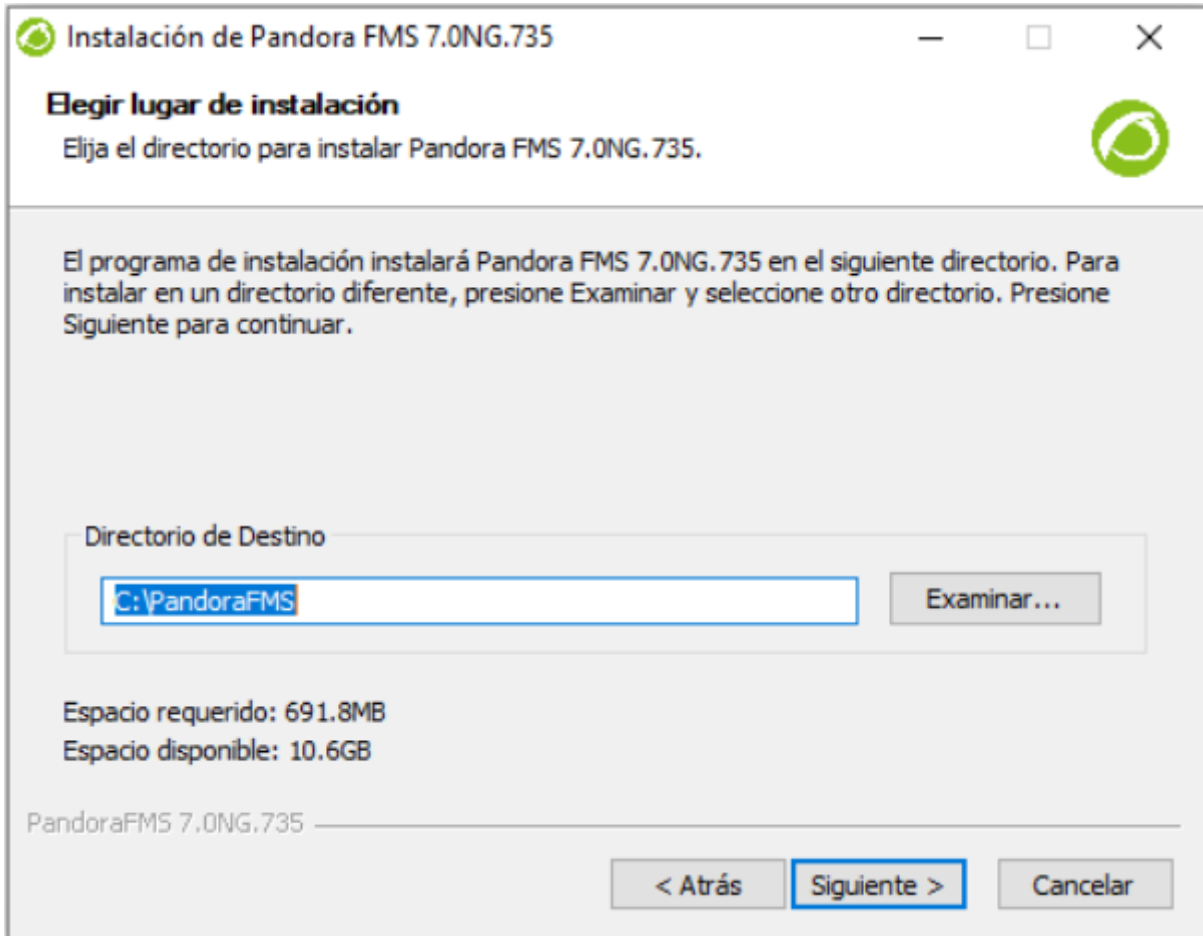 Instalación de Pandora FMS 7.0NG.735
Elegir lugar de instalación
Elija el directorio para instalar Pandora FMS 7.0NG.735.
El programa de instalación instalará Pandora FMS 7.0NG.735 en el siguiente directorio. Para
instalar en un directorio diferente, presione Examinar y seleccione otro directorio. Presione
Siguiente para continuar.
Directorio de Destino
C:\PandoraFMS
Examinar...
Espacio requerido: 691.8MB
Espacio disponible: 10.6GB
PandoraFMS 7.0NG.735
< Atrás
Siguiente >
Cancelar